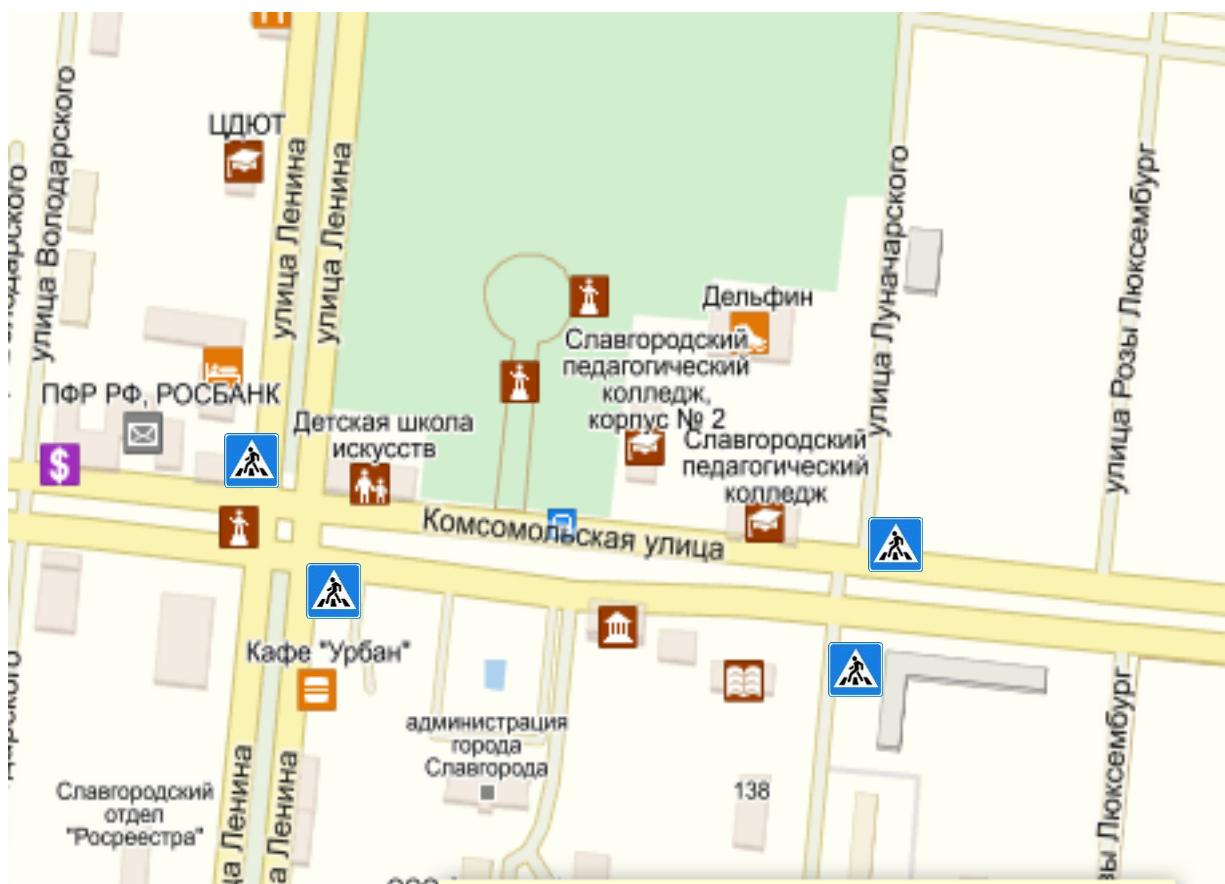 ЦДЮТ
улица Володарского
улица Ленина
улица Ленина
улица Луначарского
улица Розы Люксембург
Дельфин
Славгородский
педагогический
колледж,
корпус № 2
ПФР РФ, РОСБАНК
$
Детская школа
искусств
Славгородский
педагогический
колледж
Комсомольская улица
Кафе "Урбан"
администрация
города
Славгорода
138
Славгородский
отдел
"Росреестра"
Ленина
Ленина
Люксембург